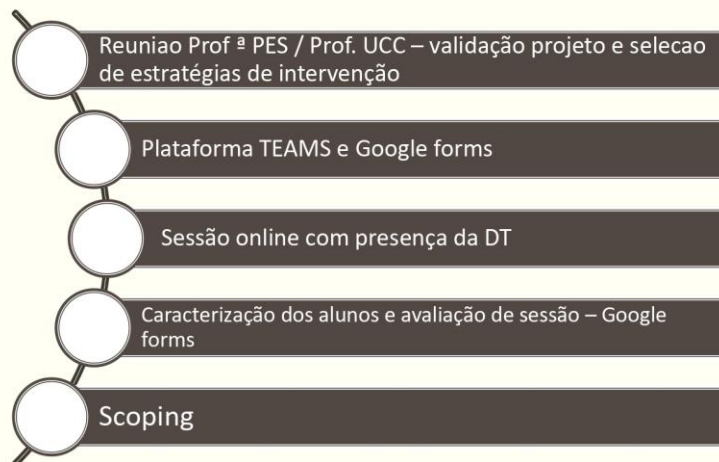 Reuniao Prof ª PES / Prof. UCC – validação projeto e selecao
de estratégias de intervenção
Plataforma TEAMS e Google forms
Sessão online com presença da DT
Caracterização dos alunos e avaliação de sessão – Google
forms
Scoping